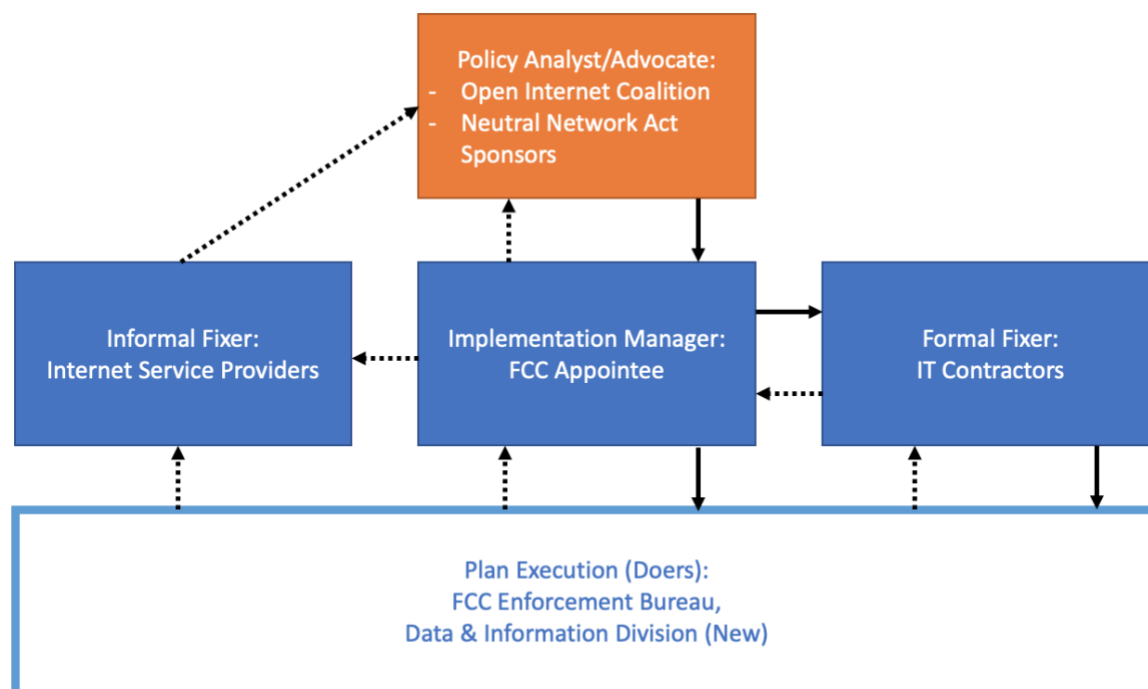 Policy Analyst/Advocate:
- Open Internet Coalition
- Neutral Network Act
Sponsors
Informal Fixer:
Internet Service Providers
Implementation Manager:
FCC Appointee
Formal Fixer:
IT Contractors
Plan Execution (Doers):
FCC Enforcement Bureau,
Data & Information Division (New)